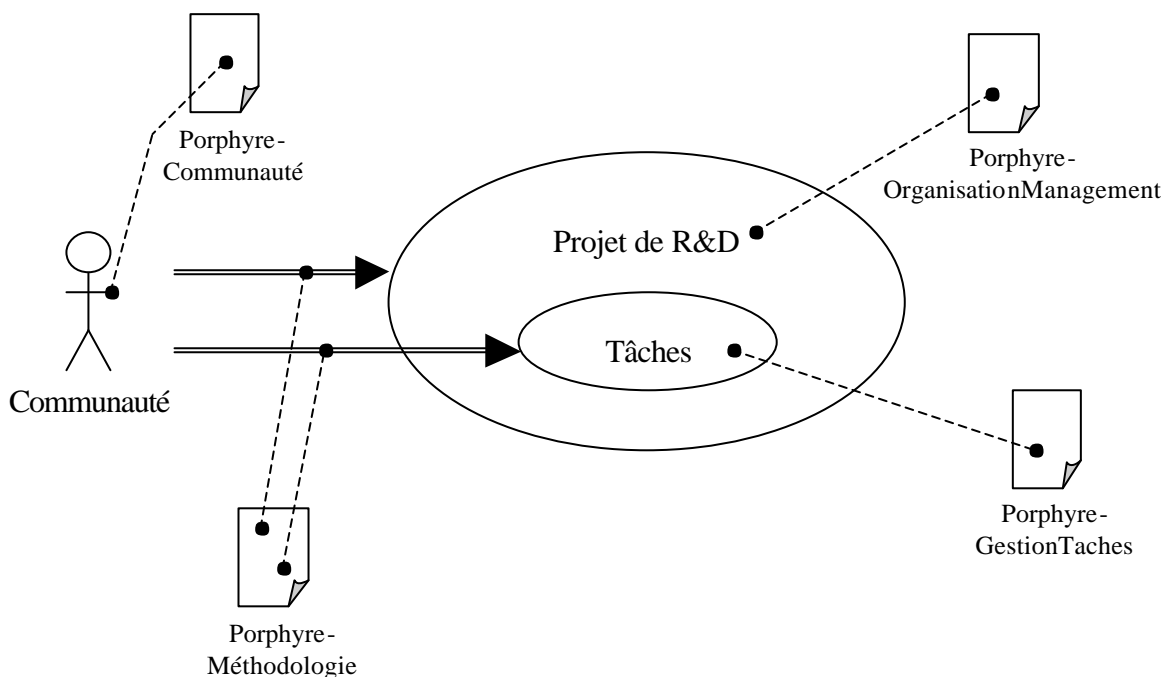 Porphyre-
Communauté
Porphyre-
OrganisationManagement
Projet de R&D
Tâches
Communauté
Porphyre-
GestionTaches
Porphyre-
Méthodologie